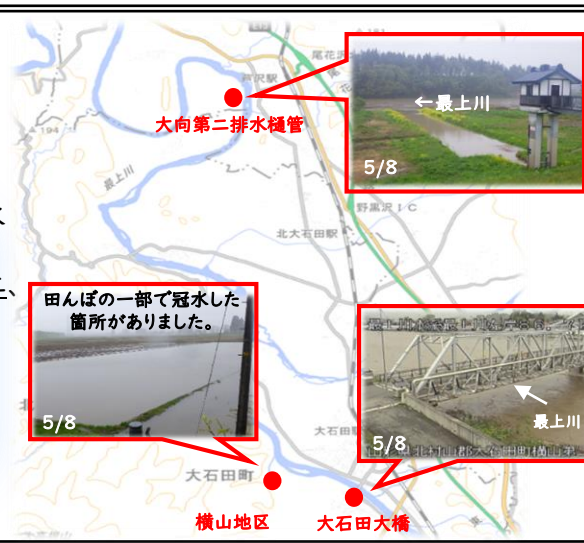 尾花沢
芦沢駅
大向第二排水樋管
←最上川
5/8
194
最上川
野黒沢IC
北大石田駅
田んぼの一部で冠水した
箇所がありました。
5/8
最上川
5/8
大石田町
横山地区
大石田大橋